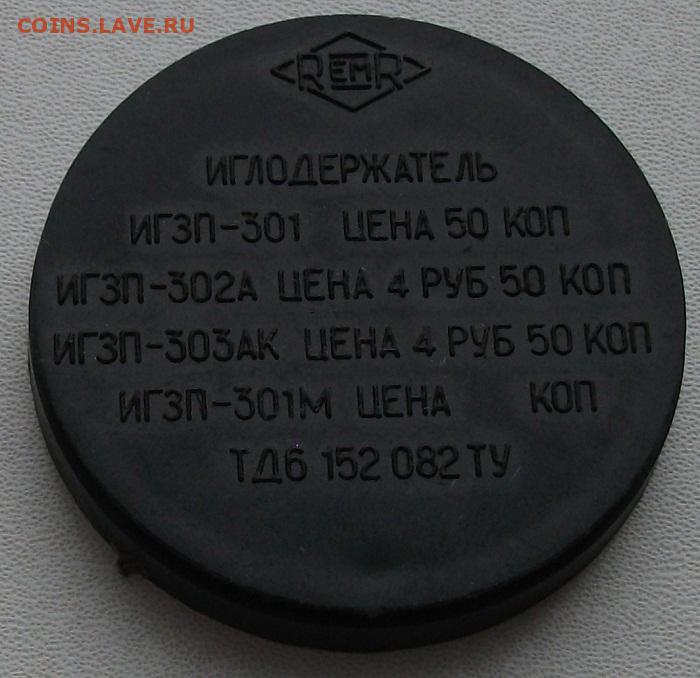 COINS.LAVE.RU
REMR
ИГЛОДЕРЖАТЕЛЬ
ИГЗП-301 ЦЕНА 50 КОП
ИГЗП-302А ЦЕНА 4 РУБ 50 КОП
ИГЗП-303АК ЦЕНА 4 РУБ 50 КОП
ИГЗП-301М ЦЕНА КОП
ТД6 152 082 ТУ